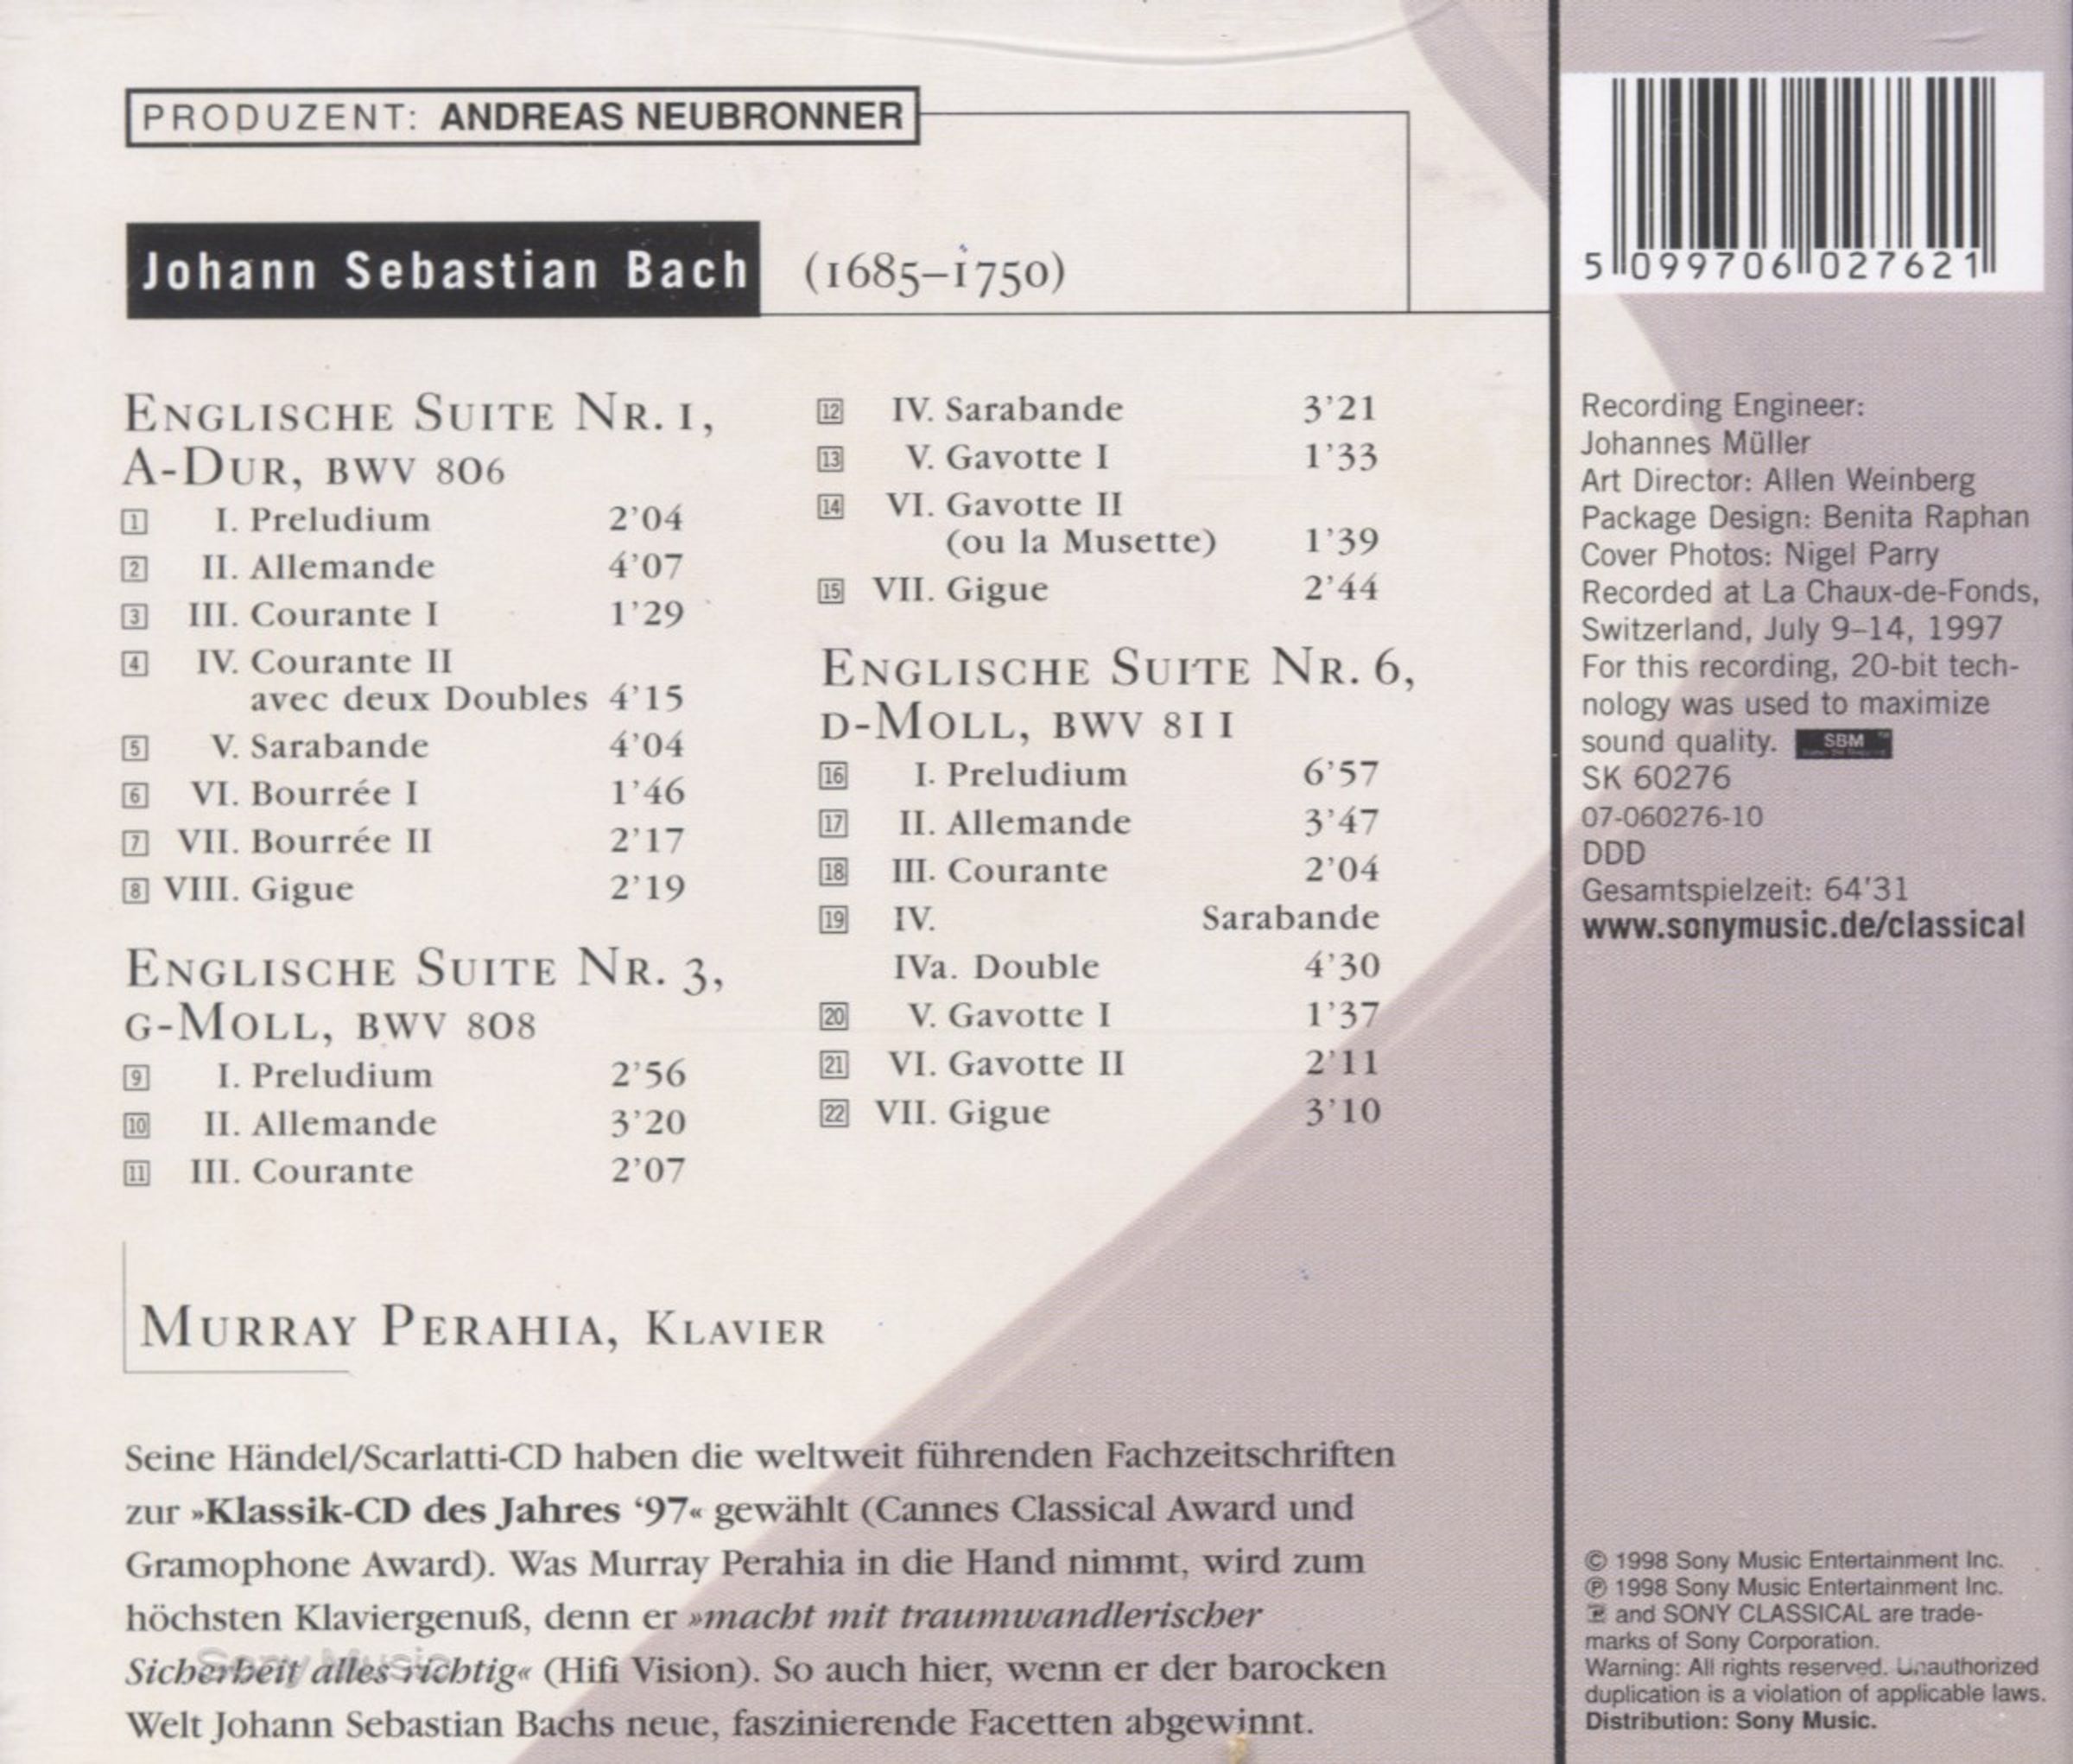 PRODUZENT: ANDREAS NEUBRONNER
Johann Sebastian Bach (1685–1750)
ENGLISCHE SUITE NR. 1,
A-DUR, BWV 806
1 I. Preludium 2'04
2 II. Allemande 4'07
3 III. Courante I 1'29
4 IV. Courante II
avec deux Doubles 4'15
5 V. Sarabande 4'04
6 VI. Bourrée I 1'46
7 VII. Bourrée II 2'17
8 VIII. Gigue 2'19
ENGLISCHE SUITE NR. 3,
G-MOLL, BWV 808
9 I. Preludium 2'56
10 II. Allemande 3'20
11 III. Courante 2'07
12 IV. Sarabande 3'21
13 V. Gavotte I 1'33
14 VI. Gavotte II
(ou la Musette) 1'39
15 VII. Gigue 2'44
ENGLISCHE SUITE NR. 6,
D-MOLL, BWV 811
16 I. Preludium 6'57
17 II. Allemande 3'47
18 III. Courante 2'04
19 IV. Sarabande
IVa. Double 4'30
20 V. Gavotte I 1'37
21 VI. Gavotte II 2'11
22 VII. Gigue 3'10
MURRAY PERAHIA, KLAVIER
Seine Händel/Scarlatti-CD haben die weltweit führenden Fachzeitschriften
zur »Klassik-CD des Jahres ‘97« gewählt (Cannes Classical Award und
Gramophone Award). Was Murray Perahia in die Hand nimmt, wird zum
höchsten Klaviergenuß, denn er »macht mit traumwandlerischer
Sicherheit alles richtig« (Hifi Vision). So auch hier, wenn er der barocken
Welt Johann Sebastian Bachs neue, faszinierende Facetten abgewinnt.
Sony Music
5 099706 027621
Recording Engineer:
Johannes Müller
Art Director: Allen Weinberg
Package Design: Benita Raphan
Cover Photos: Nigel Parry
Recorded at La Chaux-de-Fonds,
Switzerland, July 9–14, 1997
For this recording, 20-bit tech-
nology was used to maximize
sound quality. SBM
SK 60276
07-060276-10
DDD
Gesamtspielzeit: 64'31
www.sonymusic.de/classical
© 1998 Sony Music Entertainment Inc.
℗ 1998 Sony Music Entertainment Inc.
and SONY CLASSICAL are trade-
marks of Sony Corporation.
Warning: All rights reserved. Unauthorized
duplication is a violation of applicable laws.
Distribution: Sony Music.